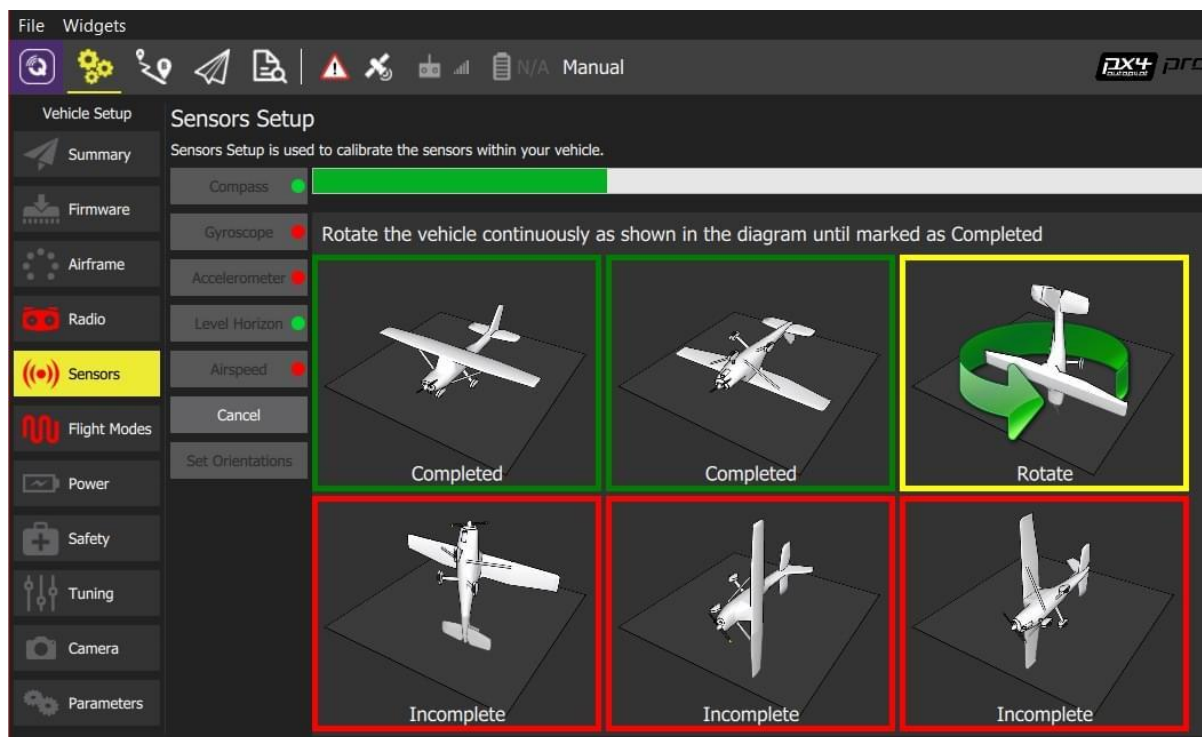 File Widgets
N/A Manual
px4 pro
autopilot
Vehicle Setup
Summary
Firmware
Airframe
Radio
Sensors
Flight Modes
Power
Safety
Tuning
Camera
Parameters
Sensors Setup
Sensors Setup is used to calibrate the sensors within your vehicle.
Compass
Gyroscope
Accelerometer
Level Horizon
Airspeed
Cancel
Set Orientations
Rotate the vehicle continuously as shown in the diagram until marked as Completed
Completed Completed Rotate
Incomplete Incomplete Incomplete